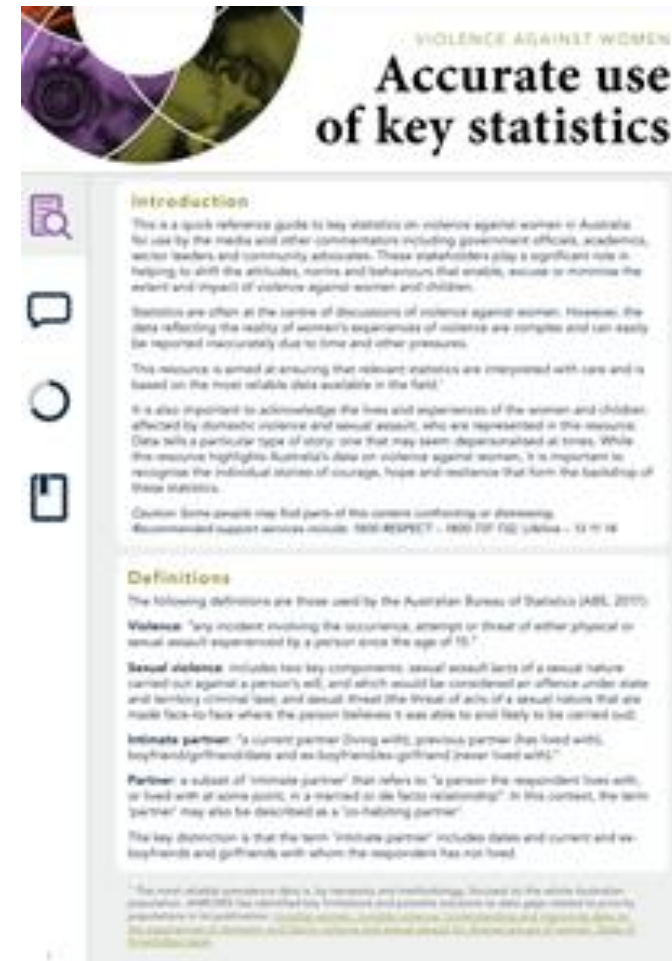 VIOLENCE AGAINST WOMEN
Accurate use
of key statistics
Introduction
This is a quick reference guide to key statistics on violence against women in Australia
for use by the media and other commentators including government officials, academics,
sector leaders and community advocates. These stakeholders play a significant role in
helping to shift the attitudes, norms and behaviours that enable, excuse or minimise the
extent and impact of violence against women and children.
Statistics are often at the centre of discussions of violence against women. However, the
data reflecting the reality of women's experiences of violence are complex and can easily
be reported inaccurately due to time and other pressures.
This resource is aimed at ensuring that relevant statistics are interpreted with care and is
based on the most reliable data available in the field.¹
It is also important to acknowledge the lives and experiences of the women and children
affected by domestic violence and sexual assault, who are represented in this resource.
Data tells a particular type of story: one that may seem depersonalised at times. While
this resource highlights Australia's data on violence against women, it is important to
recognise the individual stories of courage, hope and resilience that form the backdrop of
these statistics.
Caution: Some people may find parts of this content confronting or distressing.
Recommended support services include: 1800 RESPECT – 1800 737 732; Lifeline – 13 11 14
Definitions
The following definitions are those used by the Australian Bureau of Statistics (ABS, 2017):
Violence: "any incident involving the occurrence, attempt or threat of either physical or
sexual assault experienced by a person since the age of 15."
Sexual violence: includes two key components: sexual assault (acts of a sexual nature
carried out against a person's will, and which would be considered an offence under state
and territory criminal law); and sexual threat (the threat of acts of a sexual nature that are
made face-to-face where the person believes it was able to and likely to be carried out).
Intimate partner: "a current partner (living with), previous partner (has lived with),
boyfriend/girlfriend/date and ex-boyfriend/ex-girlfriend (never lived with)."
Partner: a subset of 'intimate partner' that refers to "a person the respondent lives with,
or lived with at some point, in a married or de facto relationship". In this context, the term
'partner' may also be described as a 'co-habiting partner'.
The key distinction is that the term 'intimate partner' includes dates and current and ex-
boyfriends and girlfriends with whom the respondent has not lived.